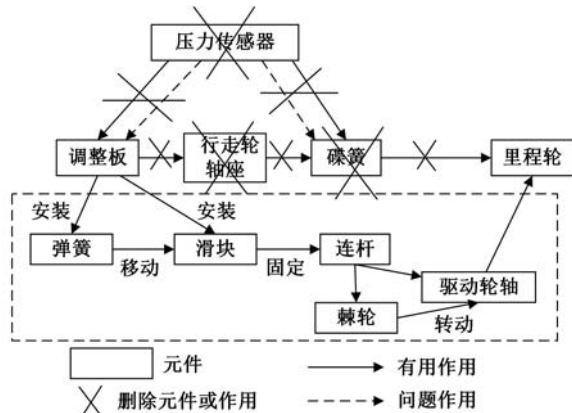 压力传感器
调整板
行走轮
轴座
碟簧
里程轮
安装
安装
弹簧
移动
滑块
固定
连杆
驱动轮轴
棘轮
转动
元件
有用作用
删除元件或作用
问题作用